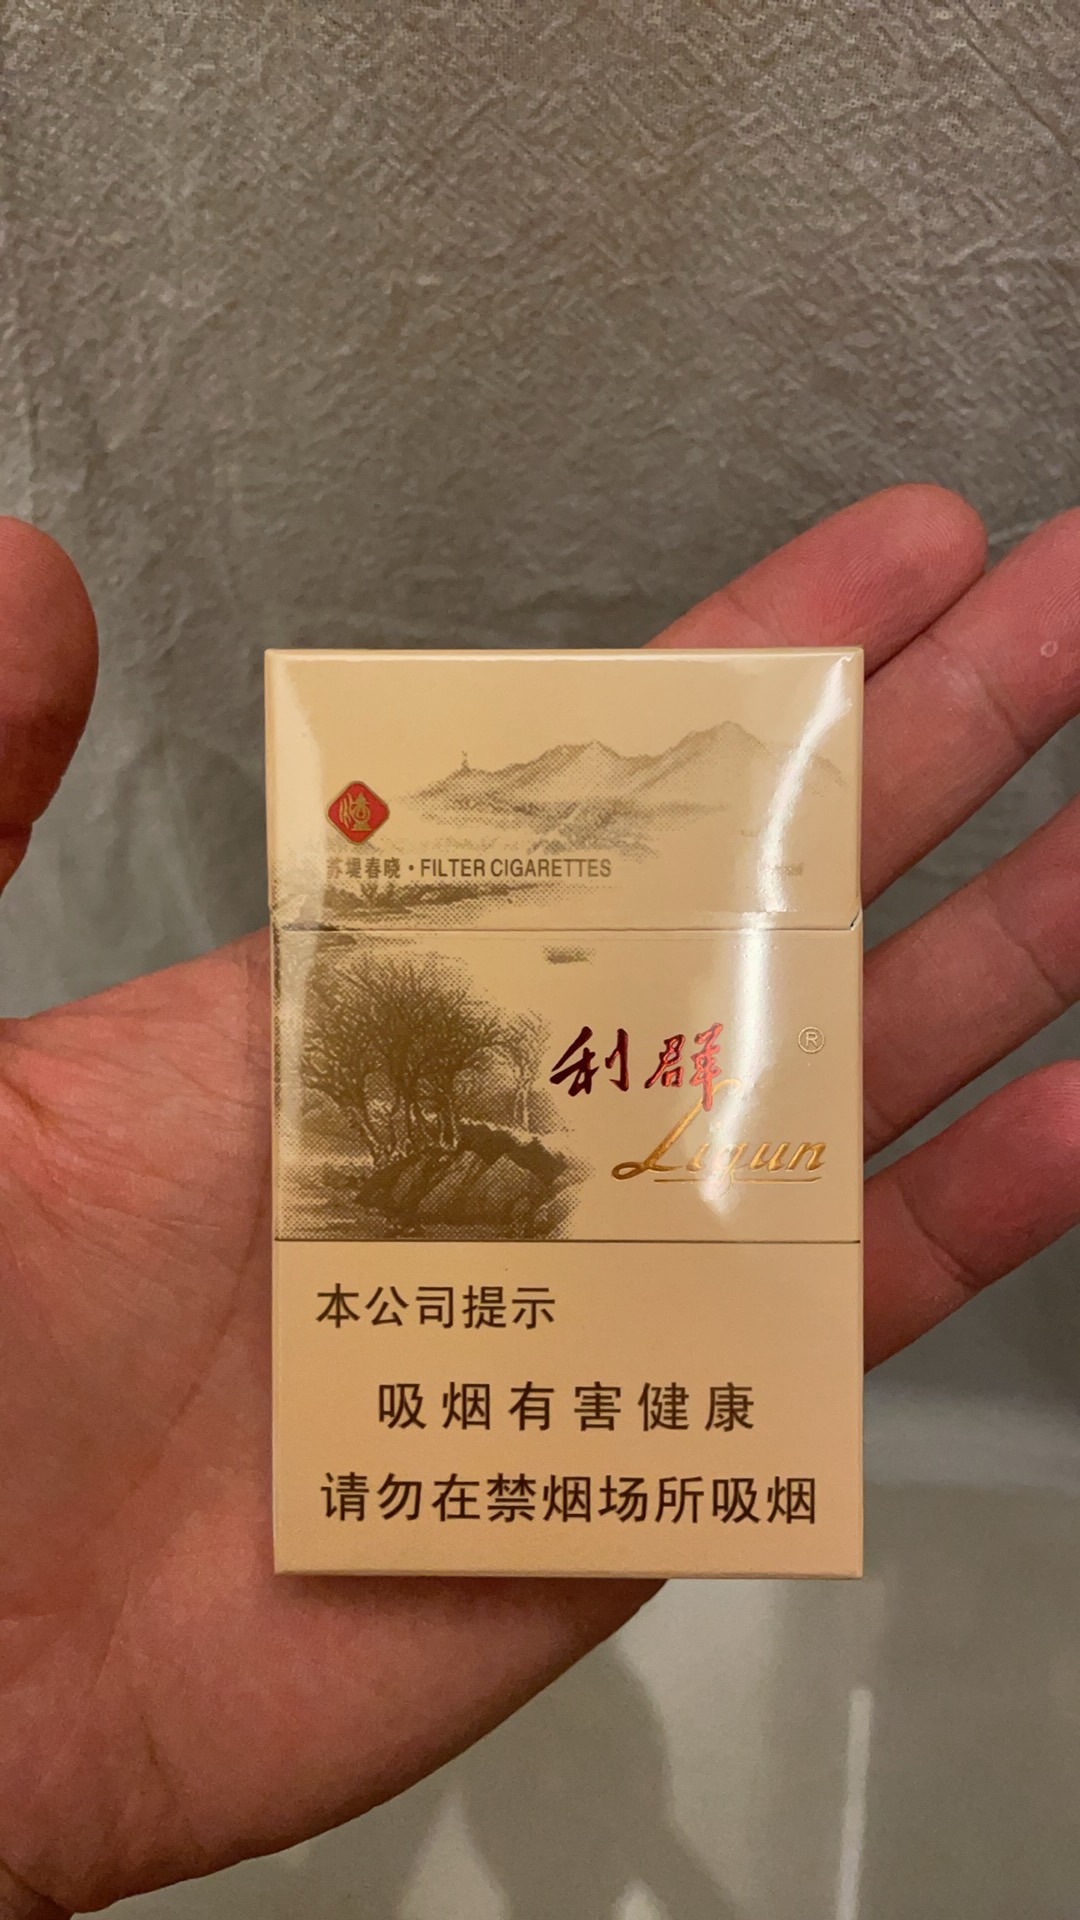 苏堤春晓·FILTER CIGARETTES
利群
®
Liqun
本公司提示
吸烟有害健康
请勿在禁烟场所吸烟